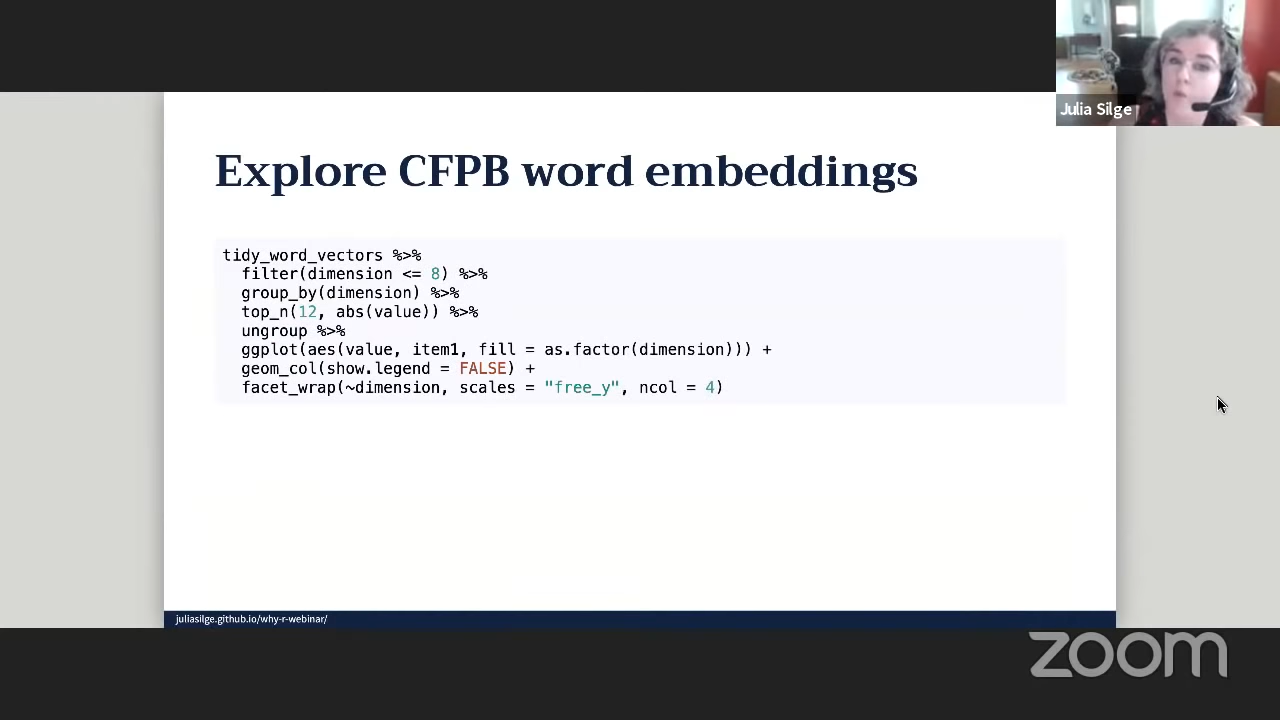 Julia Silge
Explore CFPB word embeddings
tidy_word_vectors %>%
  filter(dimension <= 8) %>%
  group_by(dimension) %>%
  top_n(12, abs(value)) %>%
  ungroup %>%
  ggplot(aes(value, item1, fill = as.factor(dimension))) +
  geom_col(show.legend = FALSE) +
  facet_wrap(~dimension, scales = "free_y", ncol = 4)
juliasilge.github.io/why-r-webinar/
zoom